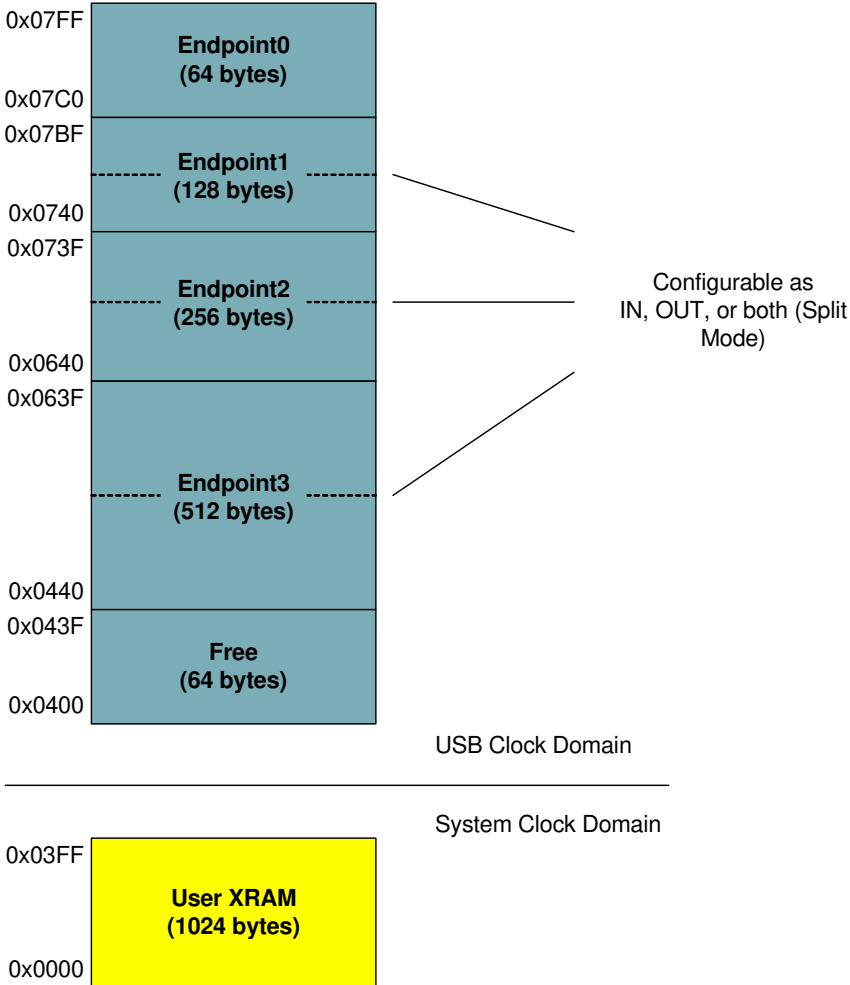 0x07FF
Endpoint0
(64 bytes)
0x07C0
0x07BF
Endpoint1
(128 bytes)
0x0740
0x073F
Endpoint2
(256 bytes)
Configurable as
IN, OUT, or both (Split
Mode)
0x0640
0x063F
Endpoint3
(512 bytes)
0x0440
0x043F
Free
(64 bytes)
0x0400
USB Clock Domain
System Clock Domain
0x03FF
User XRAM
(1024 bytes)
0x0000